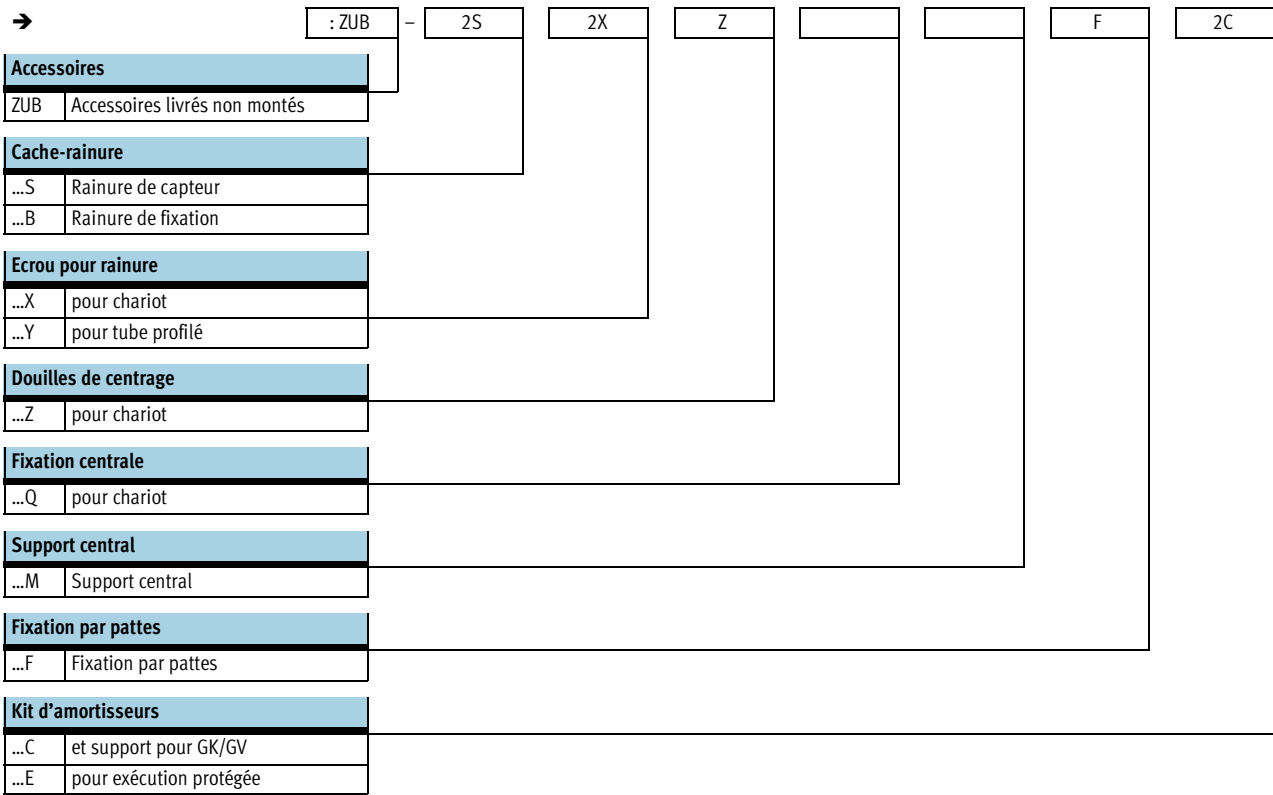 ➔ : ZUB – 2S 2X Z F 2C
Accessoires
ZUB Accessoires livrés non montés
Cache-rainure
...S Rainure de capteur
...B Rainure de fixation
Ecrou pour rainure
...X pour chariot
...Y pour tube profilé
Douilles de centrage
...Z pour chariot
Fixation centrale
...Q pour chariot
Support central
...M Support central
Fixation par pattes
...F Fixation par pattes
Kit d’amortisseurs
...C et support pour GK/GV
...E pour exécution protégée